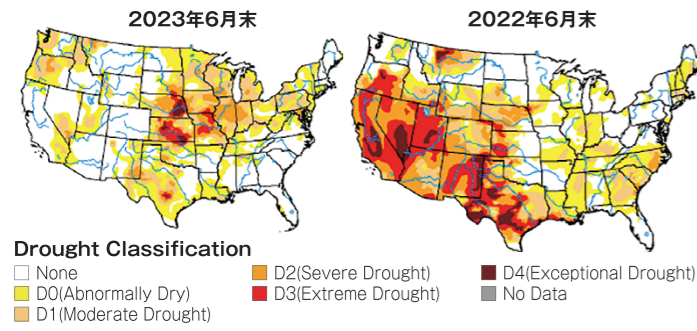 2023年6月末
2022年6月末
Drought Classification
None
D0(Abnormally Dry)
D1(Moderate Drought)
D2(Severe Drought)
D3(Extreme Drought)
D4(Exceptional Drought)
No Data